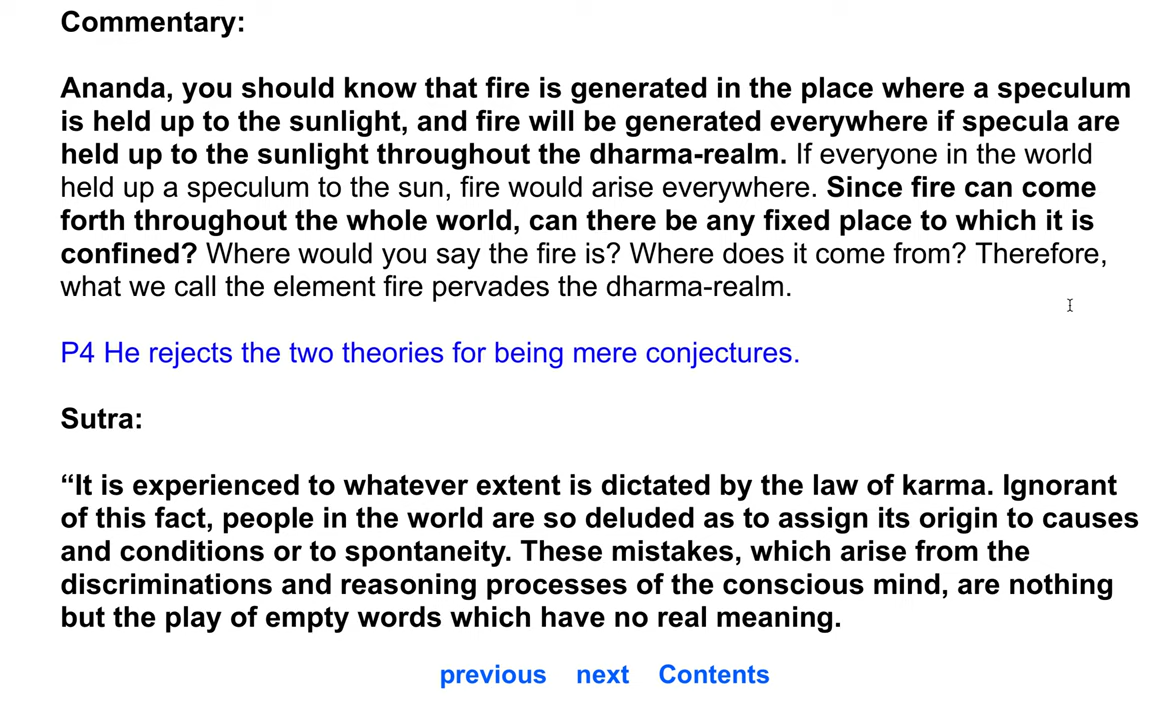 Commentary:
Ananda, you should know that fire is generated in the place where a speculum
is held up to the sunlight, and fire will be generated everywhere if specula are
held up to the sunlight throughout the dharma-realm. If everyone in the world
held up a speculum to the sun, fire would arise everywhere. Since fire can come
forth throughout the whole world, can there be any fixed place to which it is
confined? Where would you say the fire is? Where does it come from? Therefore,
what we call the element fire pervades the dharma-realm.
P4 He rejects the two theories for being mere conjectures.
Sutra:
“It is experienced to whatever extent is dictated by the law of karma. Ignorant
of this fact, people in the world are so deluded as to assign its origin to causes
and conditions or to spontaneity. These mistakes, which arise from the
discriminations and reasoning processes of the conscious mind, are nothing
but the play of empty words which have no real meaning.
previous next Contents